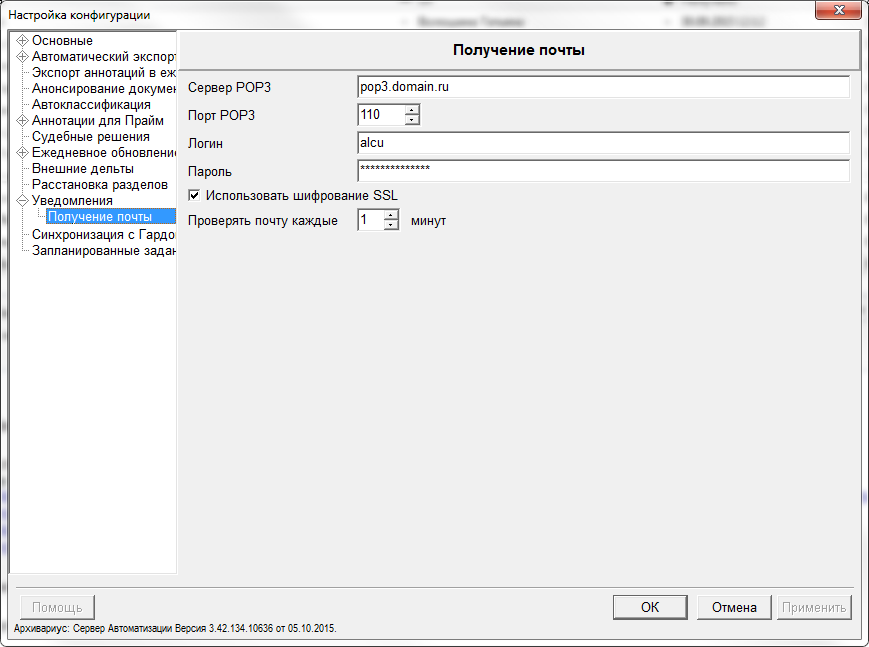 Настройка конфигурации
Основные
Автоматический экспорт
Экспорт аннотаций в еж
Анонсирование докумен
Автоклассификация
Аннотации для Прайм
Судебные решения
Ежедневное обновление
Внешние дельты
Расстановка разделов
Уведомления
Получение почты
Синхронизация с Гардо
Запланированные задан
Получение почты
Сервер POP3 pop3.domain.ru
Порт POP3 110
Логин alcu
Пароль **************
Использовать шифрование SSL
Проверять почту каждые 1 минут
Помощь OK Отмена Применить
Архивариус: Сервер Автоматизации Версия 3.42.134.10636 от 05.10.2015.